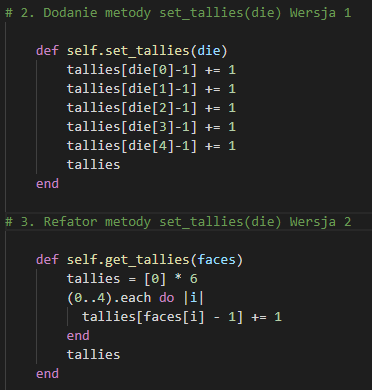 # 2. Dodanie metody set_tallies(die) Wersja 1
def self.set_tallies(die)
tallies[die[0]-1] += 1
tallies[die[1]-1] += 1
tallies[die[2]-1] += 1
tallies[die[3]-1] += 1
tallies[die[4]-1] += 1
tallies
end
# 3. Refator metody set_tallies(die) Wersja 2
def self.get_tallies(faces)
tallies = [0] * 6
(0..4).each do |i|
tallies[faces[i] - 1] += 1
end
tallies
end